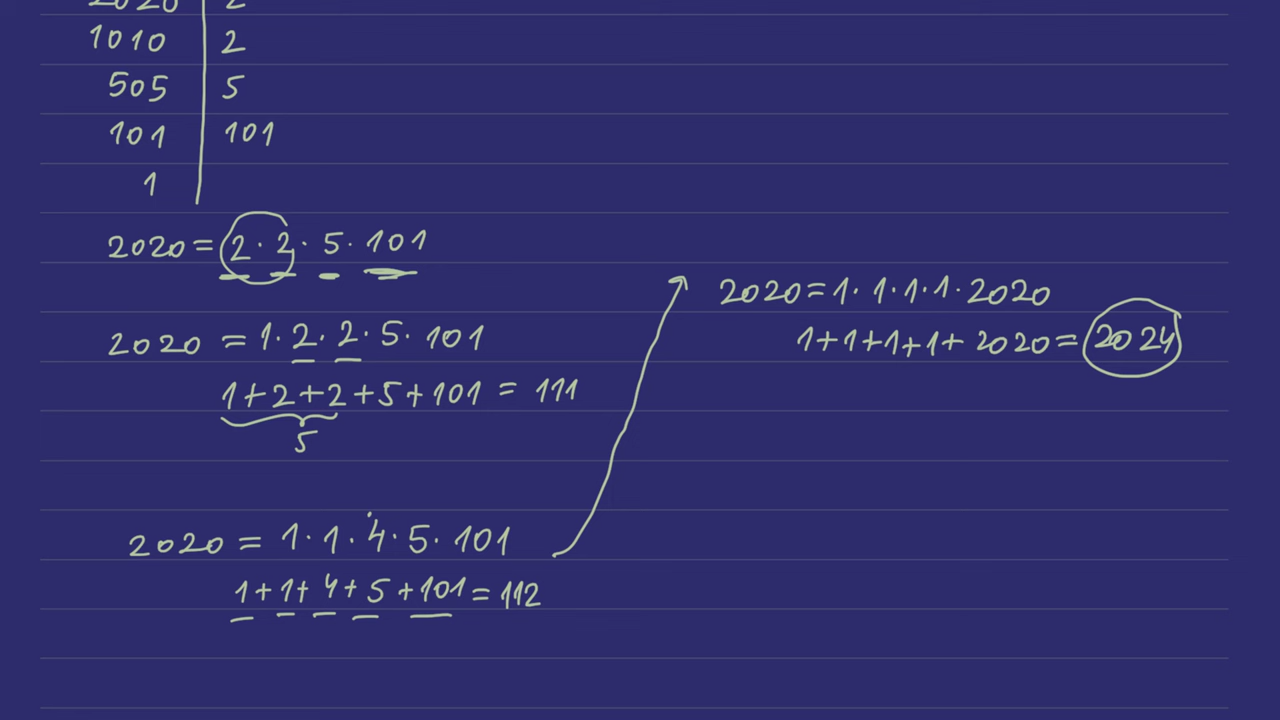 2020 | 2
1010 | 2
505 | 5
101 | 101
1 |
2020 = 2 · 2 · 5 · 101
2020 = 1 · 2 · 2 · 5 · 101
1+2+2+5+101 = 111
5
2020 = 1 · 1 · 4 · 5 · 101
1+1+4+5+101 = 112
2020 = 1 · 1 · 1 · 1 · 2020
1+1+1+1+2020 = 2024